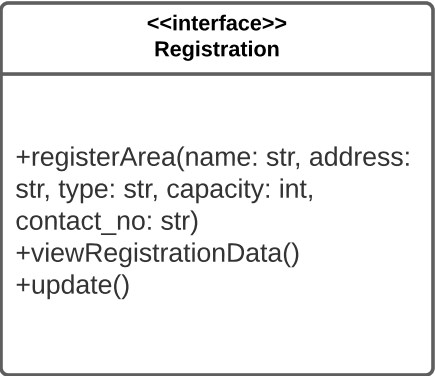 <<interface>>
Registration
+registerArea(name: str, address:
str, type: str, capacity: int,
contact_no: str)
+viewRegistrationData()
+update()